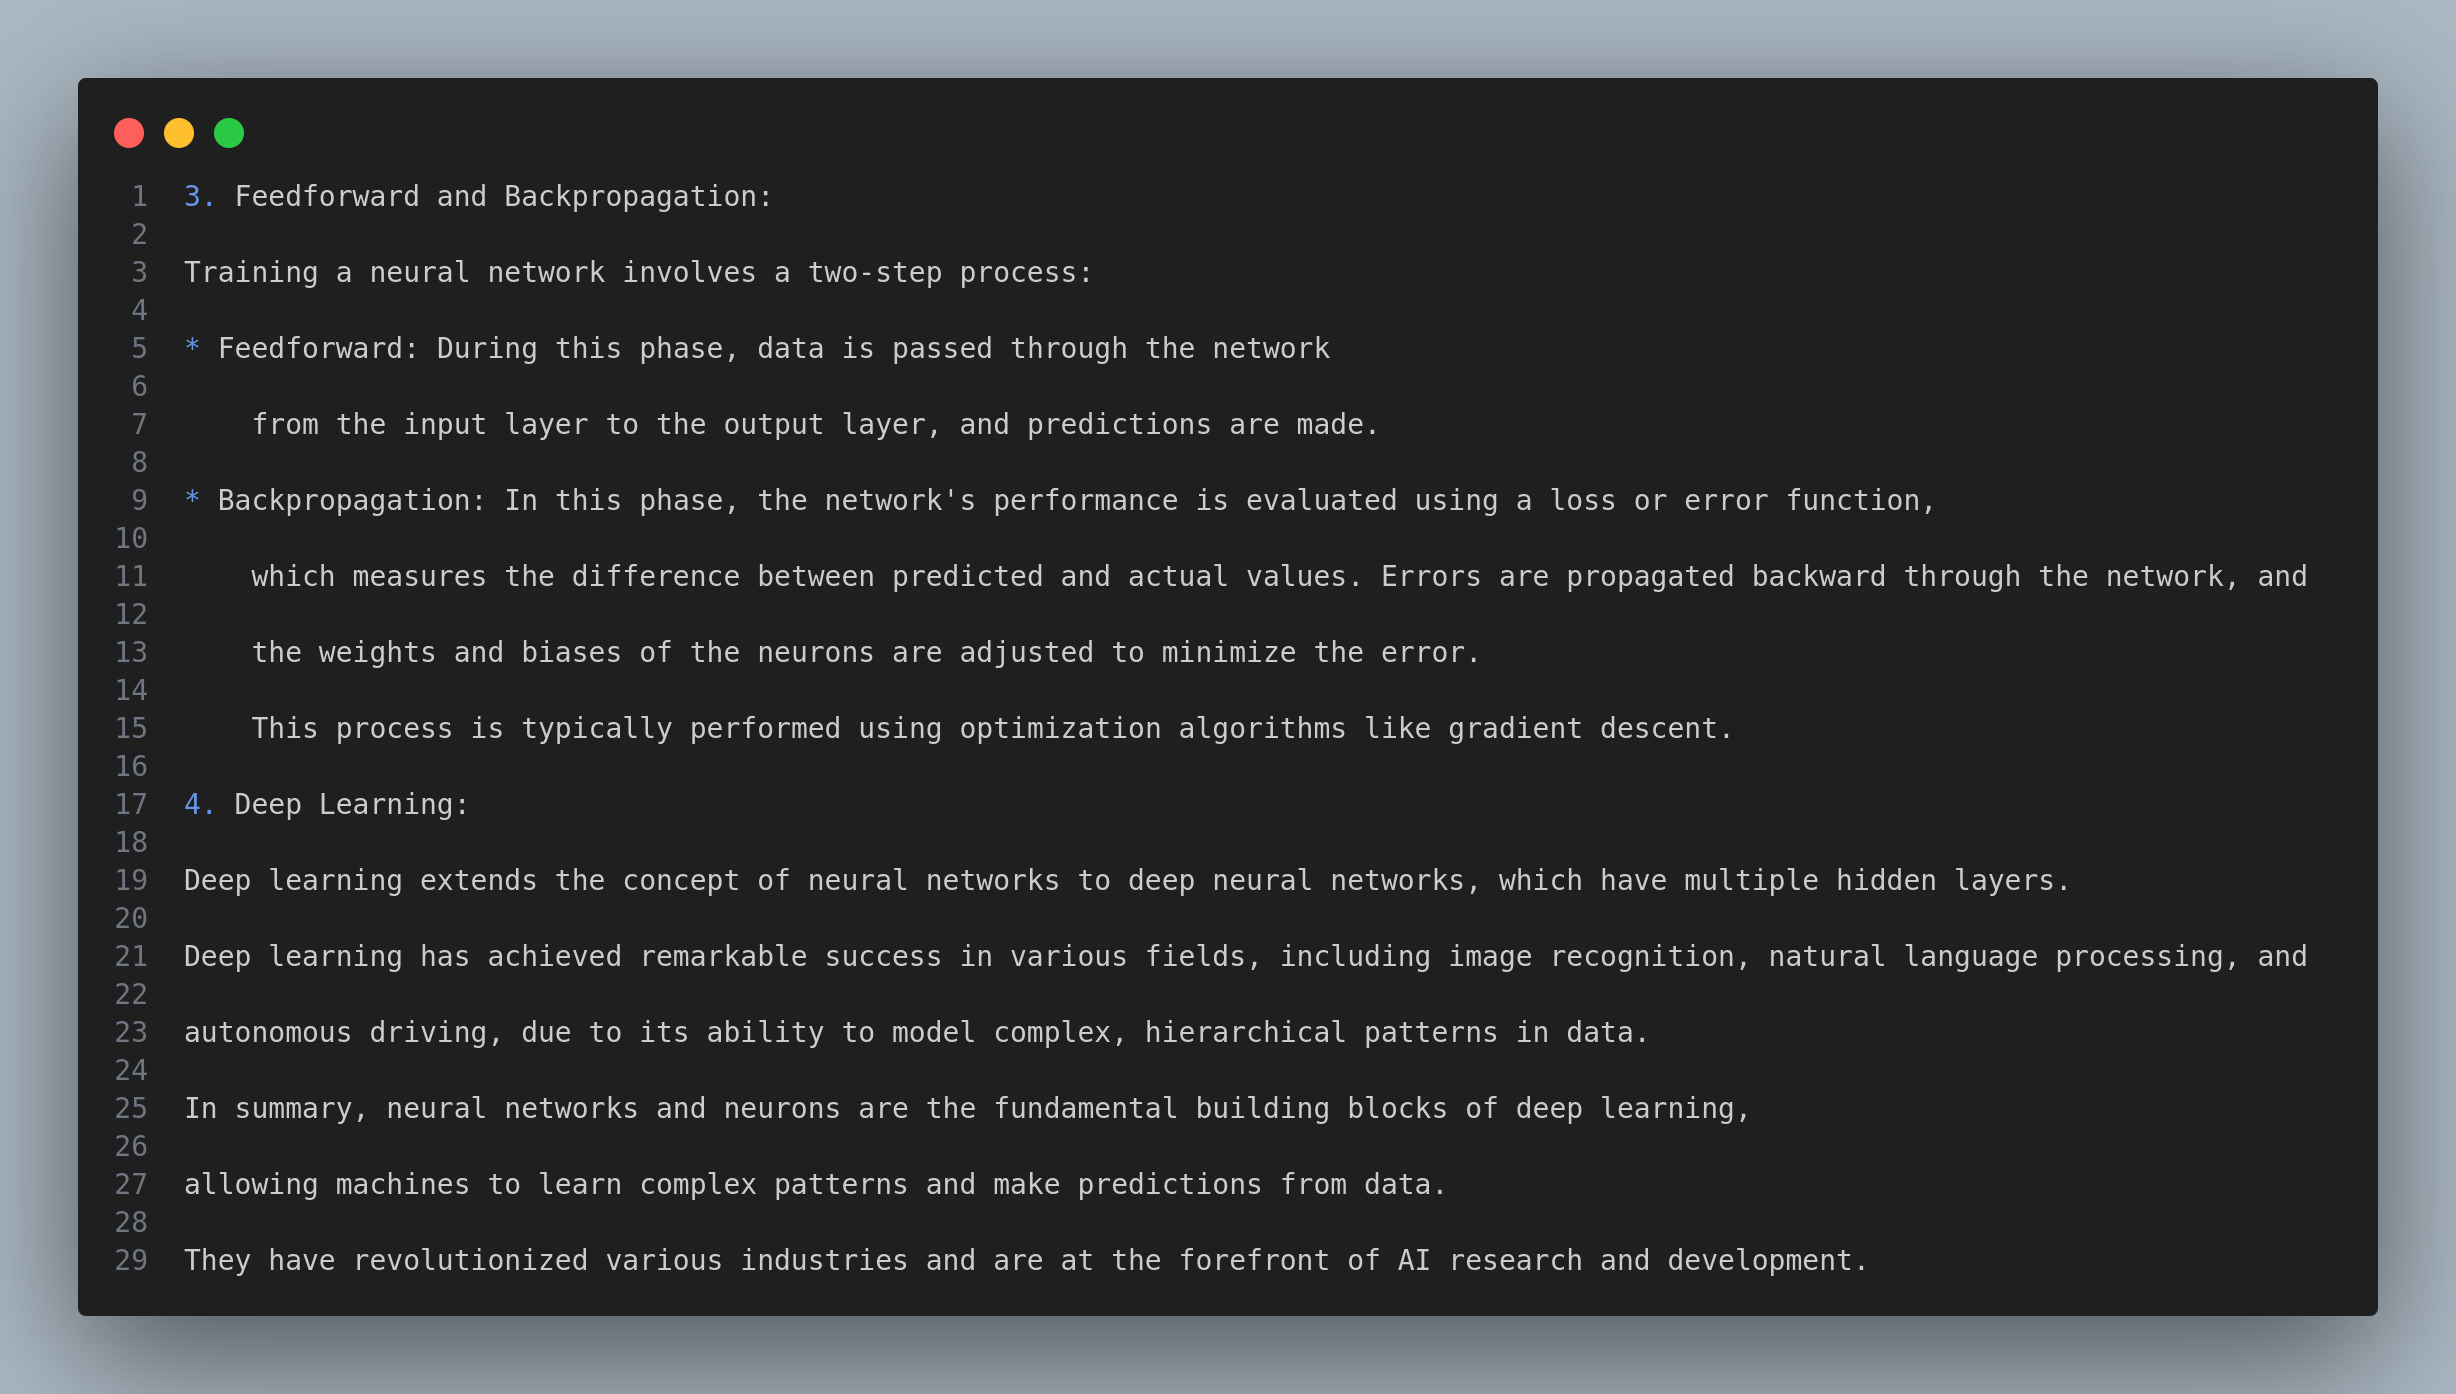 1 3. Feedforward and Backpropagation:
2
3 Training a neural network involves a two-step process:
4
5 * Feedforward: During this phase, data is passed through the network
6
7     from the input layer to the output layer, and predictions are made.
8
9 * Backpropagation: In this phase, the network's performance is evaluated using a loss or error function,
10
11     which measures the difference between predicted and actual values. Errors are propagated backward through the network, and
12
13     the weights and biases of the neurons are adjusted to minimize the error.
14
15     This process is typically performed using optimization algorithms like gradient descent.
16
17 4. Deep Learning:
18
19 Deep learning extends the concept of neural networks to deep neural networks, which have multiple hidden layers.
20
21 Deep learning has achieved remarkable success in various fields, including image recognition, natural language processing, and
22
23 autonomous driving, due to its ability to model complex, hierarchical patterns in data.
24
25 In summary, neural networks and neurons are the fundamental building blocks of deep learning,
26
27 allowing machines to learn complex patterns and make predictions from data.
28
29 They have revolutionized various industries and are at the forefront of AI research and development.